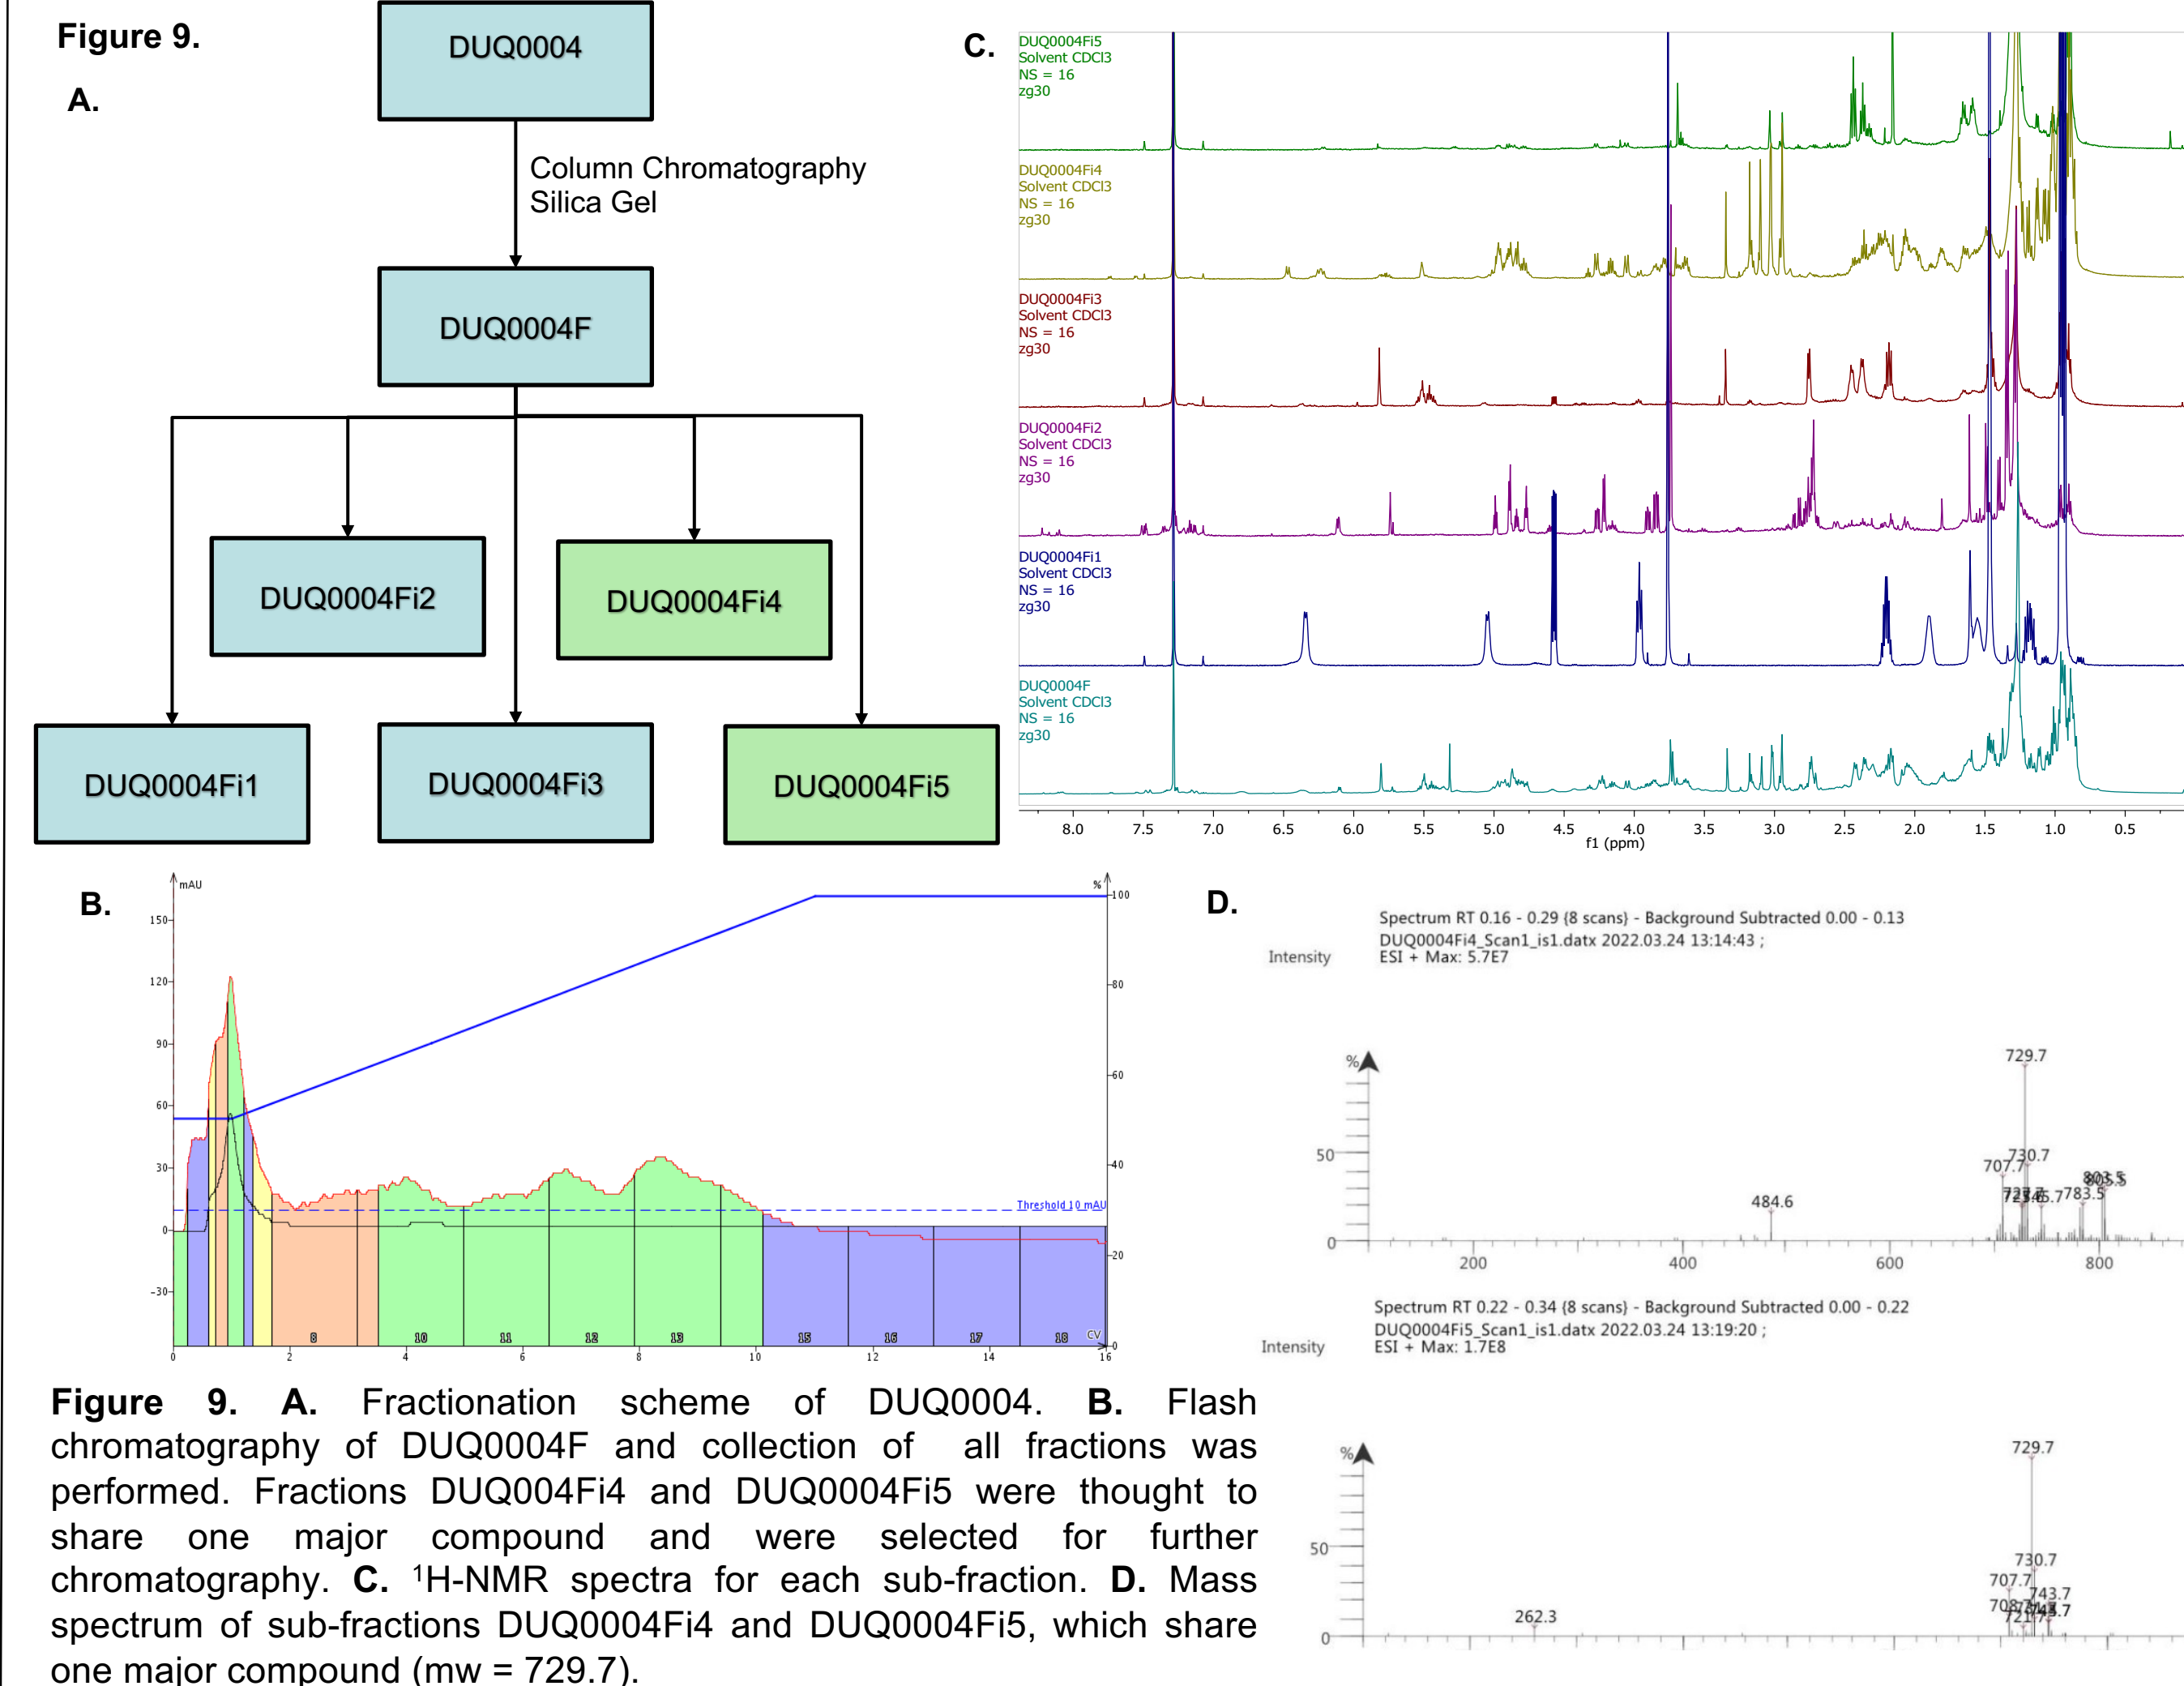 Figure 9.
A.
DUQ0004
Column Chromatography
Silica Gel
DUQ0004F
DUQ0004Fi2
DUQ0004Fi4
DUQ0004Fi1
DUQ0004Fi3
DUQ0004Fi5
C.
DUQ0004Fi5
Solvent CDCl3
NS = 16
zg30
DUQ0004Fi4
Solvent CDCl3
NS = 16
zg30
DUQ0004Fi3
Solvent CDCl3
NS = 16
zg30
DUQ0004Fi2
Solvent CDCl3
NS = 16
zg30
DUQ0004Fi1
Solvent CDCl3
NS = 16
zg30
DUQ0004F
Solvent CDCl3
NS = 16
zg30
8.0 7.5 7.0 6.5 6.0 5.5 5.0 4.5 4.0 3.5 3.0 2.5 2.0 1.5 1.0 0.5
f1 (ppm)
B.
mAU
%
150
120
90
60
30
0
-30
100
80
60
40
20
0
Threshold 10 mAU
8 10 11 12 13 15 16 17 18 CV
0 2 4 6 8 10 12 14 16
D.
Spectrum RT 0.16 - 0.29 {8 scans} - Background Subtracted 0.00 - 0.13
DUQ0004Fi4_Scan1_is1.datx 2022.03.24 13:14:43 ;
ESI + Max: 5.7E7
Intensity
%
729.7
50
730.7
707.7
783.5
803.5
484.6
0
200 400 600 800
Spectrum RT 0.22 - 0.34 {8 scans} - Background Subtracted 0.00 - 0.22
DUQ0004Fi5_Scan1_is1.datx 2022.03.24 13:19:20 ;
ESI + Max: 1.7E8
Intensity
%
729.7
50
730.7
707.7
743.7
262.3
0
Figure 9. A. Fractionation scheme of DUQ0004. B. Flash
chromatography of DUQ0004F and collection of all fractions was
performed. Fractions DUQ004Fi4 and DUQ0004Fi5 were thought to
share one major compound and were selected for further
chromatography. C. ¹H-NMR spectra for each sub-fraction. D. Mass
spectrum of sub-fractions DUQ0004Fi4 and DUQ0004Fi5, which share
one major compound (mw = 729.7).